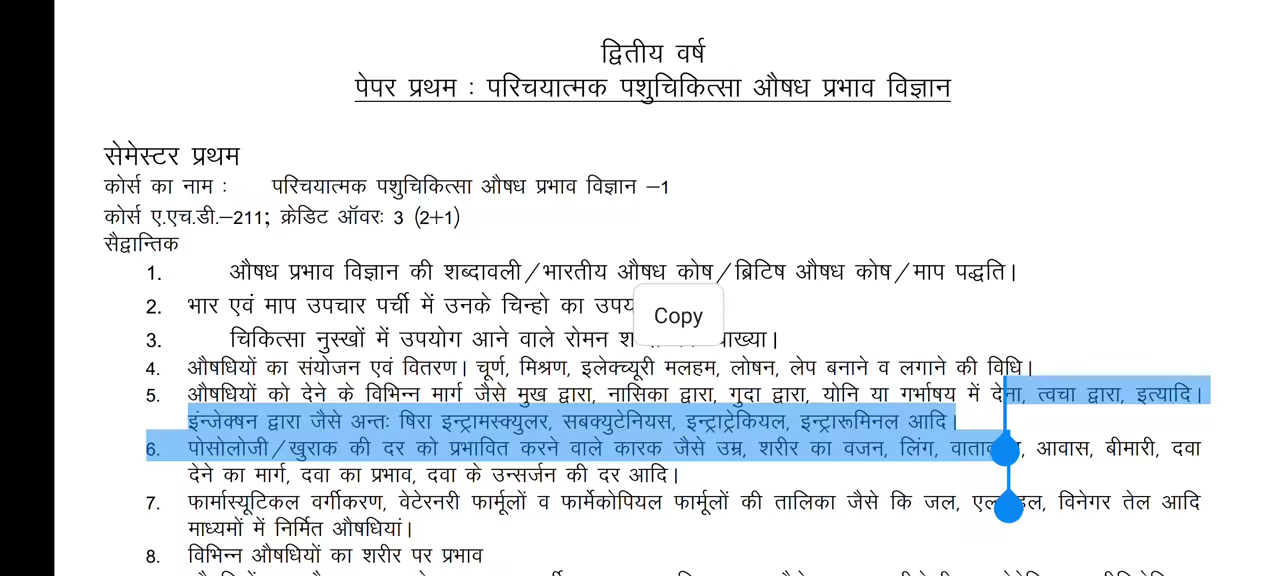 द्वितीय वर्ष
पेपर प्रथम : परिचयात्मक पशुचिकित्सा औषध प्रभाव विज्ञान
सेमेस्टर प्रथम
कोर्स का नाम : परिचयात्मक पशुचिकित्सा औषध प्रभाव विज्ञान –1
कोर्स ए.एच.डी.–211; क्रेडिट ऑवरः 3 (2+1)
सैद्वान्तिक
1. औषध प्रभाव विज्ञान की शब्दावली/भारतीय औषध कोष/ब्रिटिष औषध कोष/माप पद्धति।
2. भार एवं माप उपचार पर्ची में उनके चिन्हो का
Copy
3. चिकित्सा नुस्खों में उपयोग आने वाले रोमन
4. औषधियों का संयोजन एवं वितरण। चूर्ण, मिश्रण, इलेक्च्यूरी मलहम, लोषन, लेप बनाने व लगाने की विधि।
5. औषधियों को देने के विभिन्न मार्ग जैसे मुख द्वारा, नासिका द्वारा, गुदा द्वारा, योनि या गर्भाषय में देना, त्वचा द्वारा, इत्यादि।
इंन्जेक्षन द्वारा जैसे अन्तः षिरा इन्ट्रामस्क्युलर, सबक्युटेनियस, इन्ट्राट्रेकियल, इन्ट्रारूमिनल आदि।
6. पोसोलोजी/खुराक की दर को प्रभावित करने वाले कारक जैसे उम्र, शरीर का वजन, लिंग, आवास, बीमारी, दवा
देने का मार्ग, दवा का प्रभाव, दवा के उन्सर्जन की दर आदि।
7. फार्मास्यूटिकल वर्गीकरण, वेटेरनरी फार्मूलों व फार्मेकोपियल फार्मूलों की तालिका जैसे कि जल, विनेगर तेल आदि
माध्यमों में निर्मित औषधियां।
8. विभिन्न औषधियों का शरीर पर प्रभाव